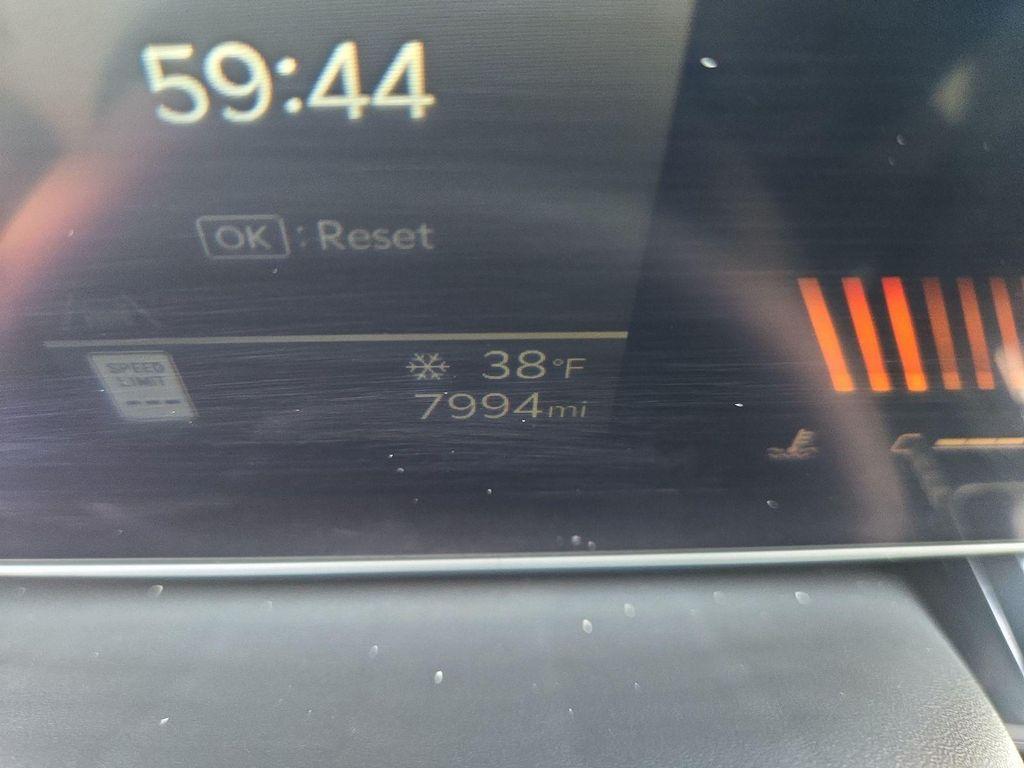 59:44
OK : Reset
SPEED
LIMIT
---
38°F
7994mi
C